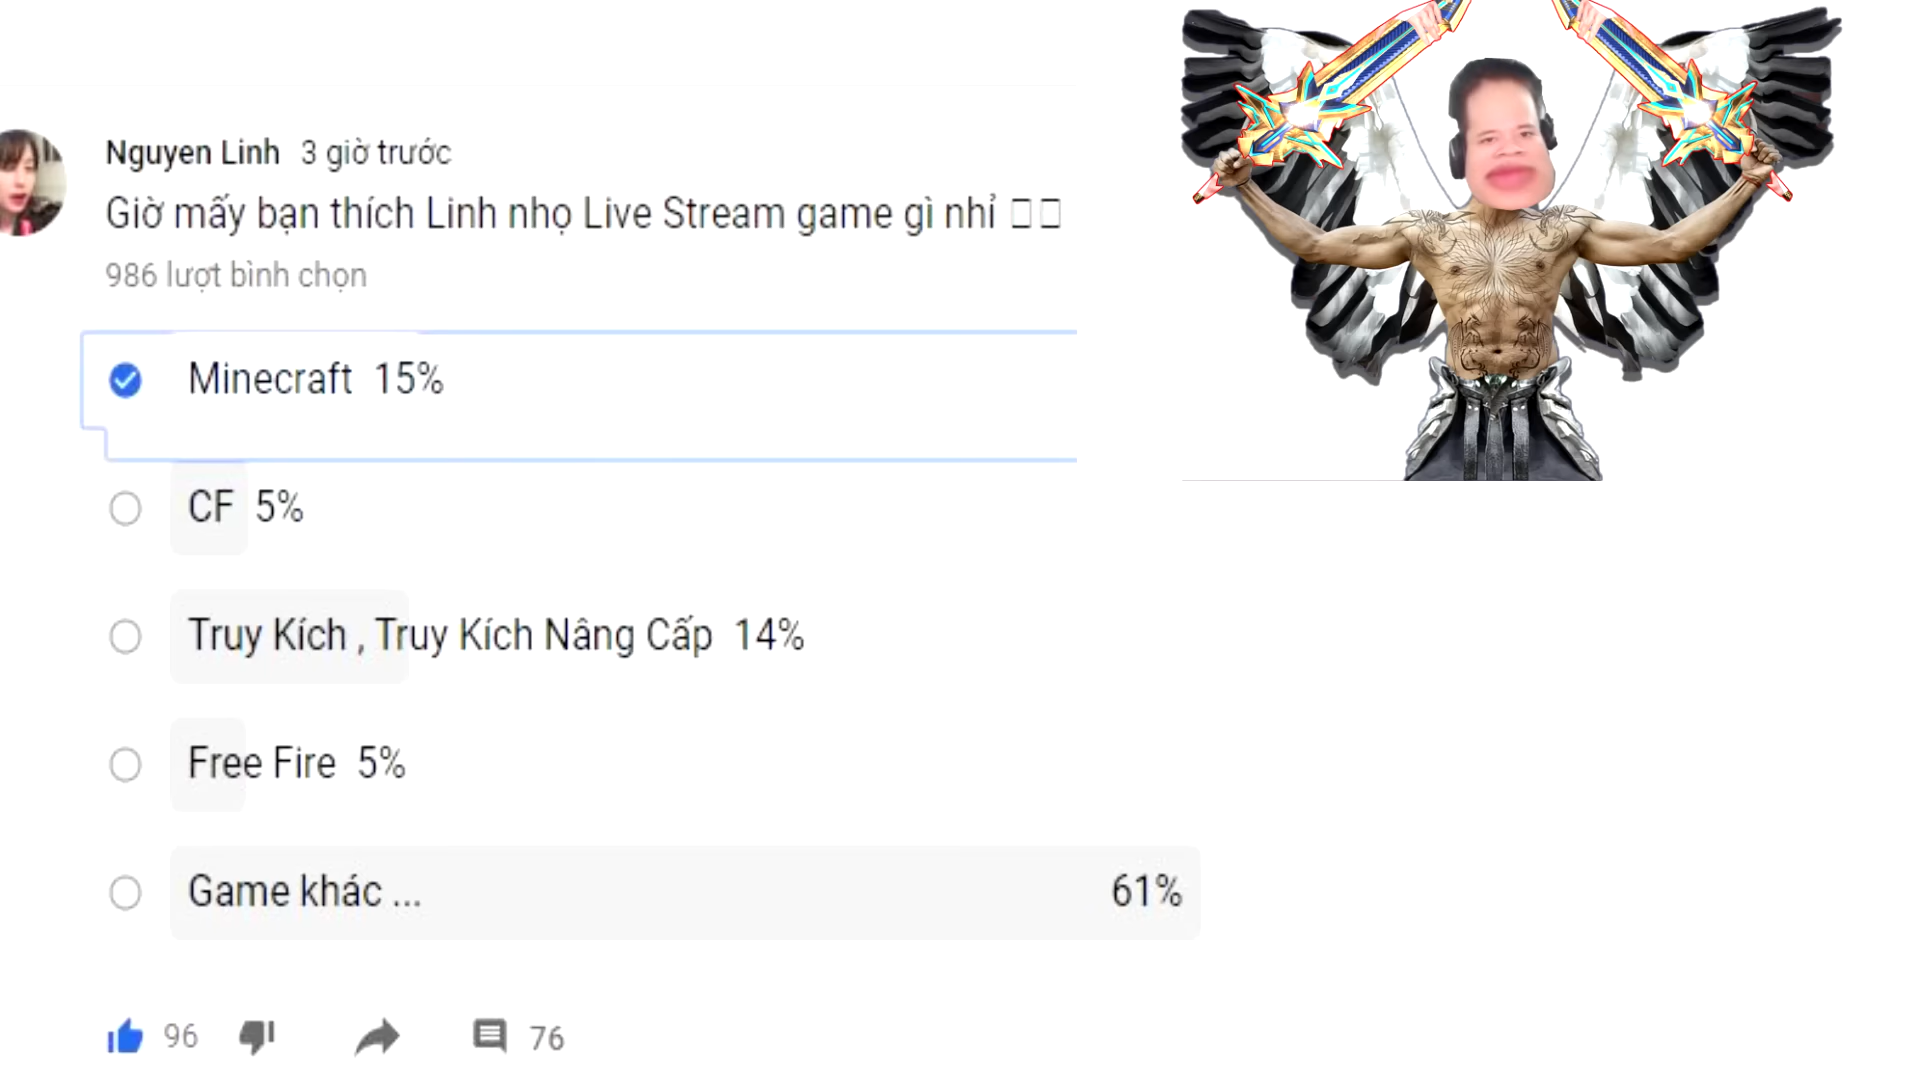 Nguyen Linh 3 giờ trước
Giờ mấy bạn thích Linh nhọ Live Stream game gì nhỉ
986 lượt bình chọn
Minecraft 15%
CF 5%
Truy Kích , Truy Kích Nâng Cấp 14%
Free Fire 5%
Game khác ... 61%
96 76